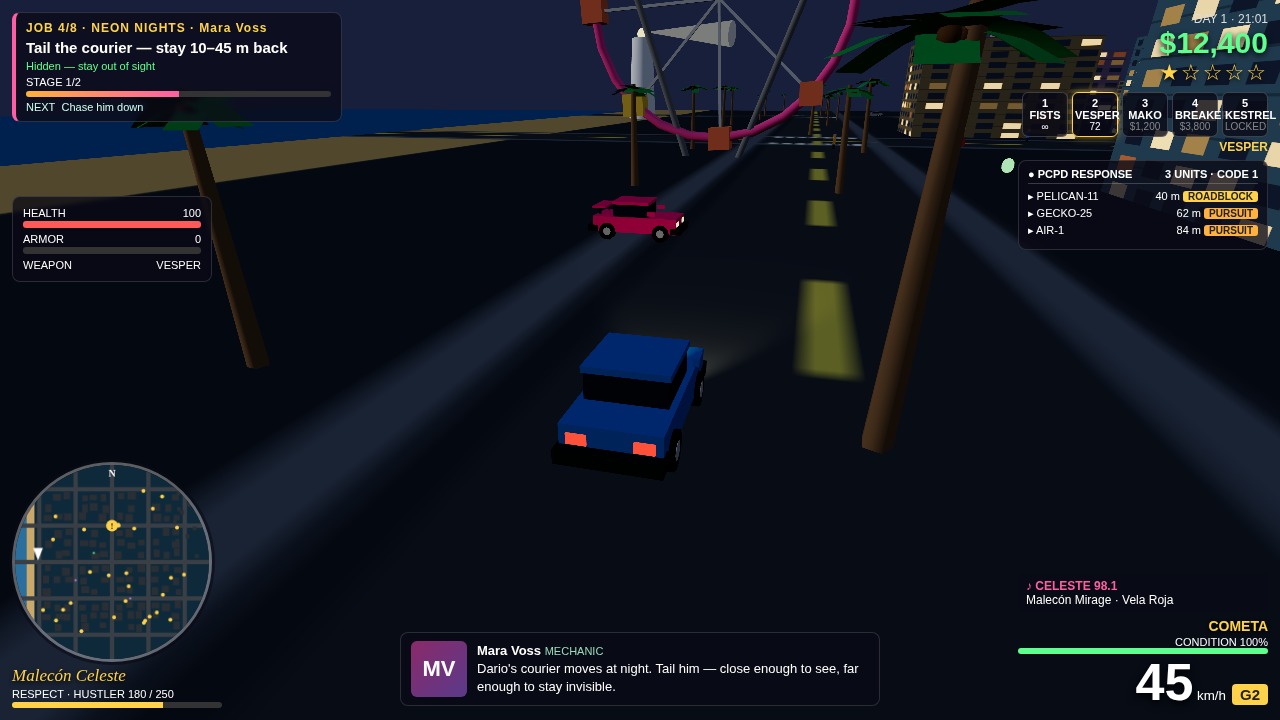 JOB 4/8 · NEON NIGHTS · Mara Voss
Tail the courier — stay 10–45 m back
Hidden — stay out of sight
STAGE 1/2
NEXT Chase him down
DAY 1 · 21:01
$12,400
★☆☆☆☆
1 FISTS ∞
2 VESPER 72
3 MAKO $1,200
4 BREAKE $3,800
5 KESTREL LOCKED
VESPER
● PCPD RESPONSE 3 UNITS · CODE 1
▸ PELICAN-11 40 m ROADBLOCK
▸ GECKO-25 62 m PURSUIT
▸ AIR-1 84 m PURSUIT
HEALTH 100
ARMOR 0
WEAPON VESPER
N
!
Malecón Celeste
RESPECT · HUSTLER 180 / 250
MV
Mara Voss MECHANIC
Dario's courier moves at night. Tail him — close enough to see, far
enough to stay invisible.
♪ CELESTE 98.1
Malecón Mirage · Vela Roja
COMETA
CONDITION 100%
45 km/h G2